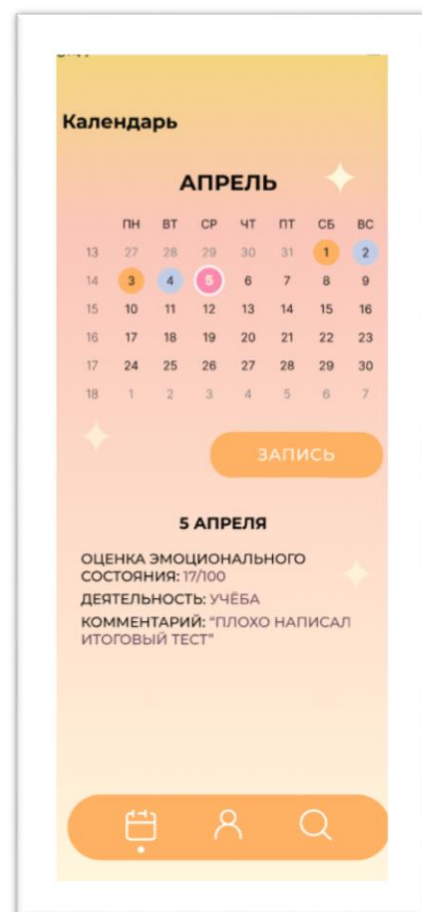 Календарь
АПРЕЛЬ
ПН ВТ СР ЧТ ПТ СБ ВС
13 27 28 29 30 31 1 2
14 3 4 5 6 7 8 9
15 10 11 12 13 14 15 16
16 17 18 19 20 21 22 23
17 24 25 26 27 28 29 30
18 1 2 3 4 5 6 7
ЗАПИСЬ
5 АПРЕЛЯ
ОЦЕНКА ЭМОЦИОНАЛЬНОГО
СОСТОЯНИЯ: 17/100
ДЕЯТЕЛЬНОСТЬ: УЧЁБА
КОММЕНТАРИЙ: “ПЛОХО НАПИСАЛ
ИТОГОВЫЙ ТЕСТ”